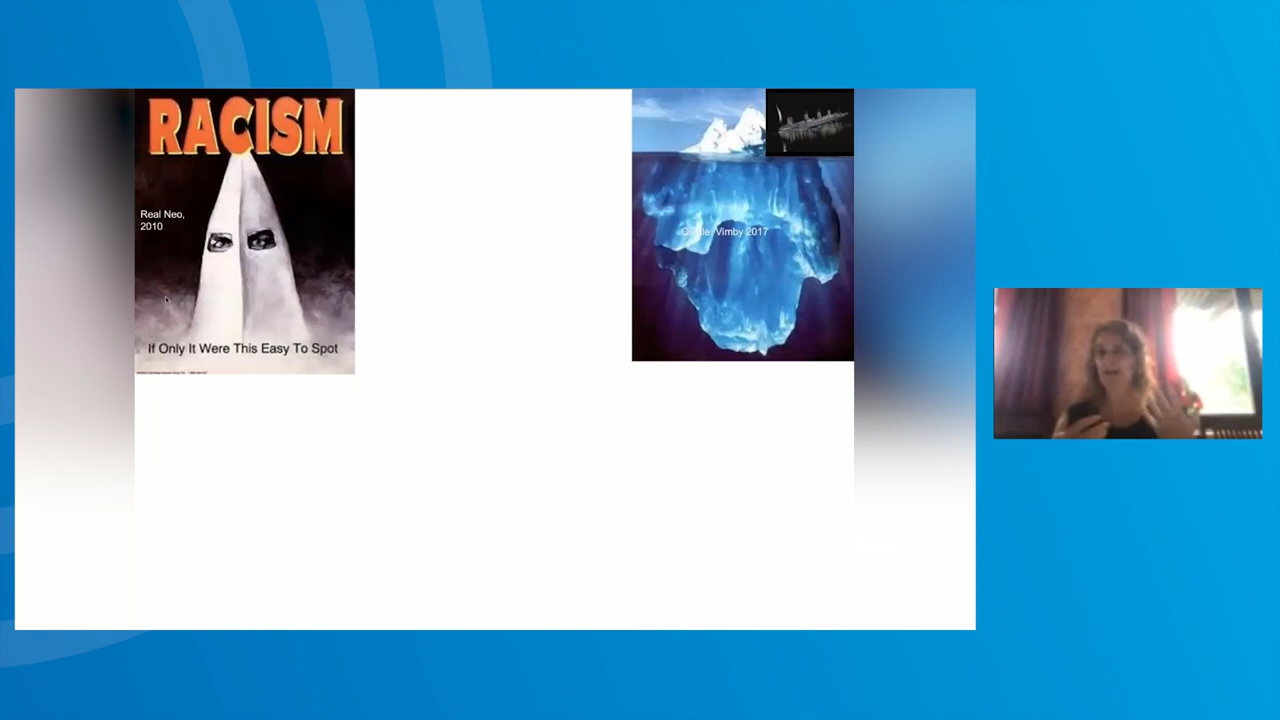 RACISM
Real Neo,
2010
If Only It Were This Easy To Spot
Vimby 2017